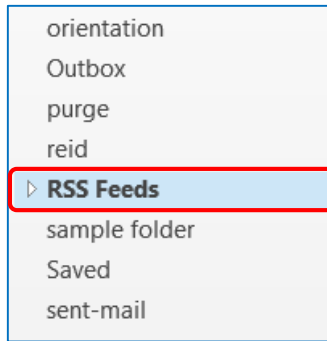 orientation
Outbox
purge
reid
RSS Feeds
sample folder
Saved
sent-mail